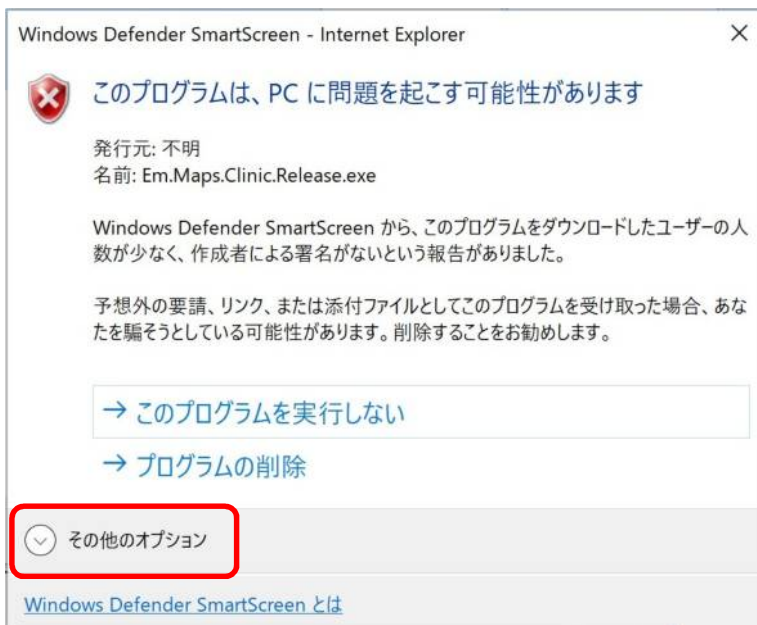 Windows Defender SmartScreen - Internet Explorer
このプログラムは、PC に問題を起こす可能性があります
発行元: 不明
名前: Em.Maps.Clinic.Release.exe
Windows Defender SmartScreen から、このプログラムをダウンロードしたユーザーの人
数が少なく、作成者による署名がないという報告がありました。
予想外の要請、リンク、または添付ファイルとしてこのプログラムを受け取った場合、あな
たを騙そうとしている可能性があります。削除することをお勧めします。
→ このプログラムを実行しない
→ プログラムの削除
その他のオプション
Windows Defender SmartScreen とは